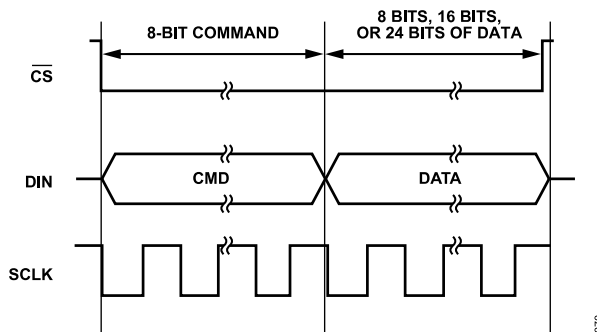 8-BIT COMMAND
8 BITS, 16 BITS,
OR 24 BITS OF DATA
CS
DIN
CMD
DATA
SCLK